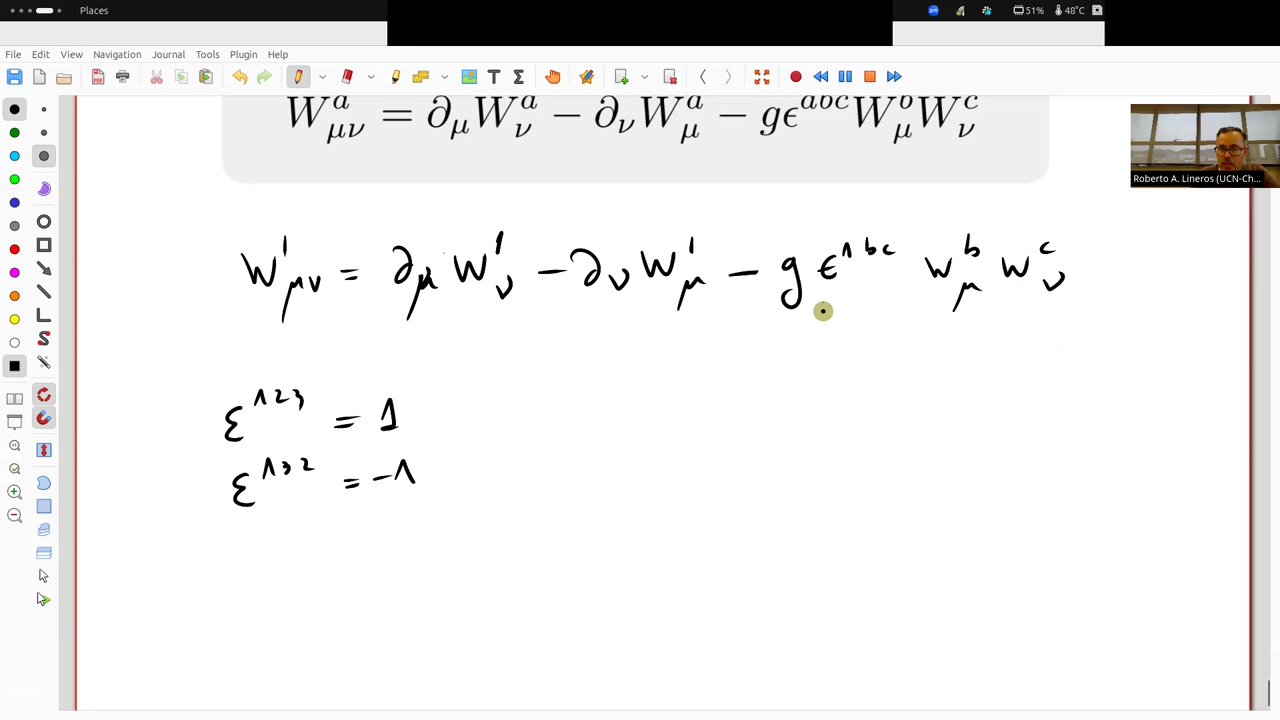 Places
51% 48°C
File Edit View Navigation Journal Tools Plugin Help
W^a_{μν} = ∂_μ W^a_ν − ∂_ν W^a_μ − gϵ^{abc} W^b_μ W^c_ν
Roberto A. Lineros (UCN-Ch...
W^1_{μν} = ∂_μ W^1_ν − ∂_ν W^1_μ − g ϵ^{1bc} W^b_μ W^c_ν
ε^{123} = 1
ε^{132} = -1